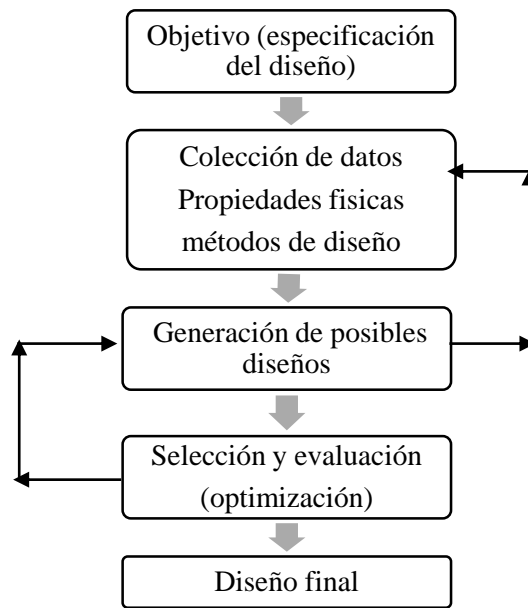 Objetivo (especificación
del diseño)
Colección de datos
Propiedades fisicas
métodos de diseño
Generación de posibles
diseños
Selección y evaluación
(optimización)
Diseño final